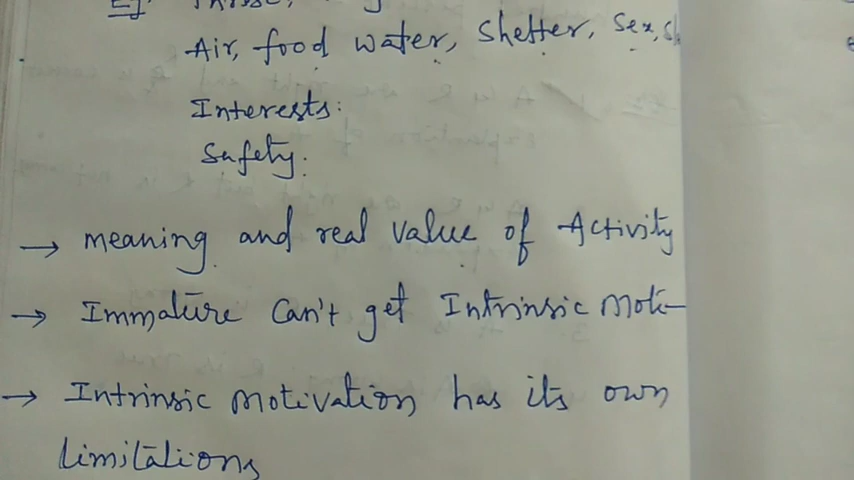 Eg:
Air, food water, Shelter, Sex,
Interests:
Safety:
→ meaning and real value of Activity
→ Immature Can't get Intrinsic Moti-
→ Intrinsic motivation has its own
limitations